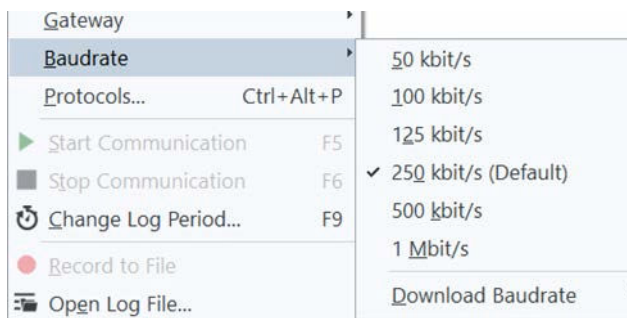 Gateway
Baudrate
Protocols... Ctrl+Alt+P
Start Communication F5
Stop Communication F6
Change Log Period... F9
Record to File
Open Log File...
50 kbit/s
100 kbit/s
125 kbit/s
250 kbit/s (Default)
500 kbit/s
1 Mbit/s
Download Baudrate